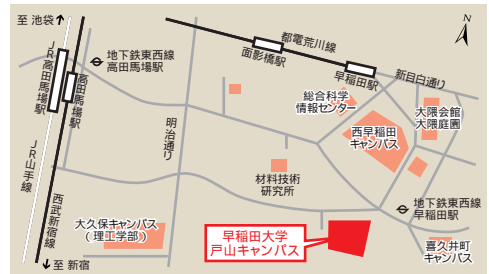 至 池袋
N
都電荒川線
JR高田馬場駅
地下鉄東西線
高田馬場駅
面影橋駅
早稲田駅
新目白通り
高田馬場駅
総合科学
情報センター
大隈会館
大隈庭園
明治通り
西早稲田
キャンパス
JR山手線
材料技術
研究所
西武新宿線
地下鉄東西線
早稲田駅
大久保キャンパス
(理工学部)
早稲田大学
戸山キャンパス
喜久井町
キャンパス
至 新宿